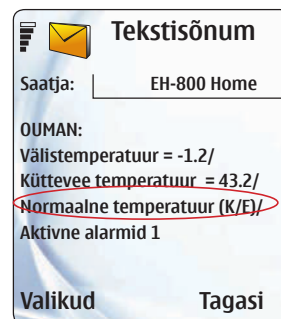 Tekstisõnum
Saatja: EH-800 Home
OUMAN:
Välistemperatuur = -1.2/
Küttevee temperatuur = 43.2/
Normaalne temperatuur (K/E)/
Aktivne alarmid 1
Valikud Tagasi